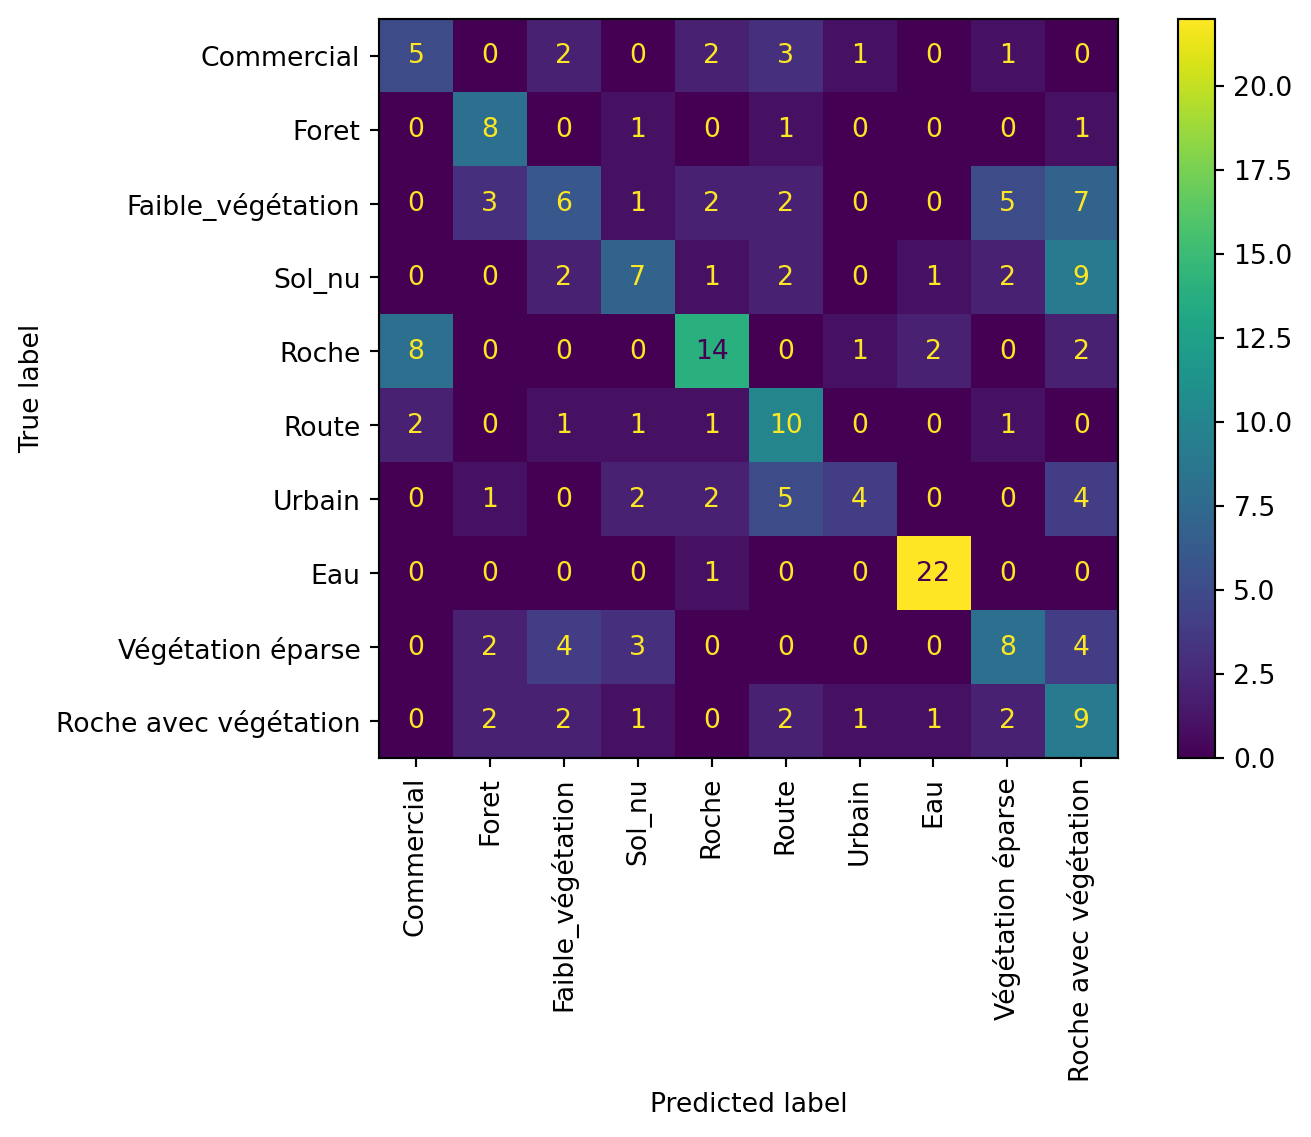 True label
Commercial 5 0 2 0 2 3 1 0 1 0
Foret 0 8 0 1 0 1 0 0 0 1
Faible_végétation 0 3 6 1 2 2 0 0 5 7
Sol_nu 0 0 2 7 1 2 0 1 2 9
Roche 8 0 0 0 14 0 1 2 0 2
Route 2 0 1 1 1 10 0 0 1 0
Urbain 0 1 0 2 2 5 4 0 0 4
Eau 0 0 0 0 1 0 0 22 0 0
Végétation éparse 0 2 4 3 0 0 0 0 8 4
Roche avec végétation 0 2 2 1 0 2 1 1 2 9
Commercial
Foret
Faible_végétation
Sol_nu
Roche
Route
Urbain
Eau
Végétation éparse
Roche avec végétation
Predicted label
20.0
17.5
15.0
12.5
10.0
7.5
5.0
2.5
0.0